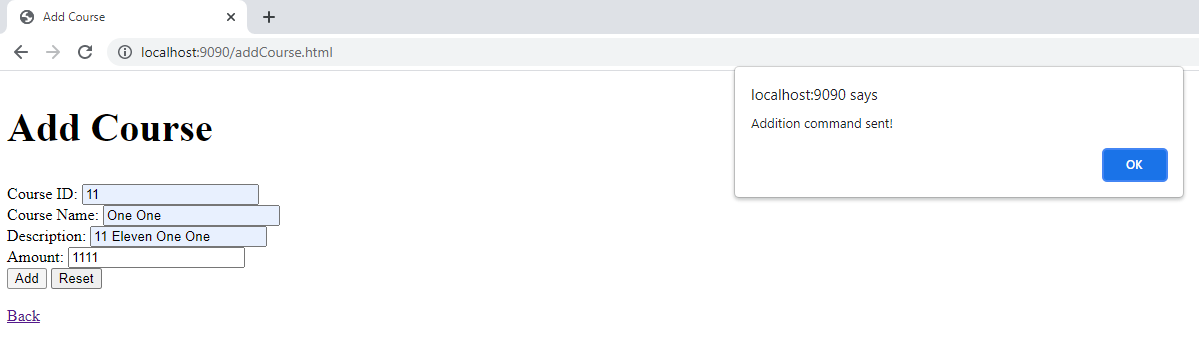 Add Course
localhost:9090/addCourse.html
localhost:9090 says
Addition command sent!
OK
Add Course
Course ID: 11
Course Name: One One
Description: 11 Eleven One One
Amount: 1111
Add Reset
Back